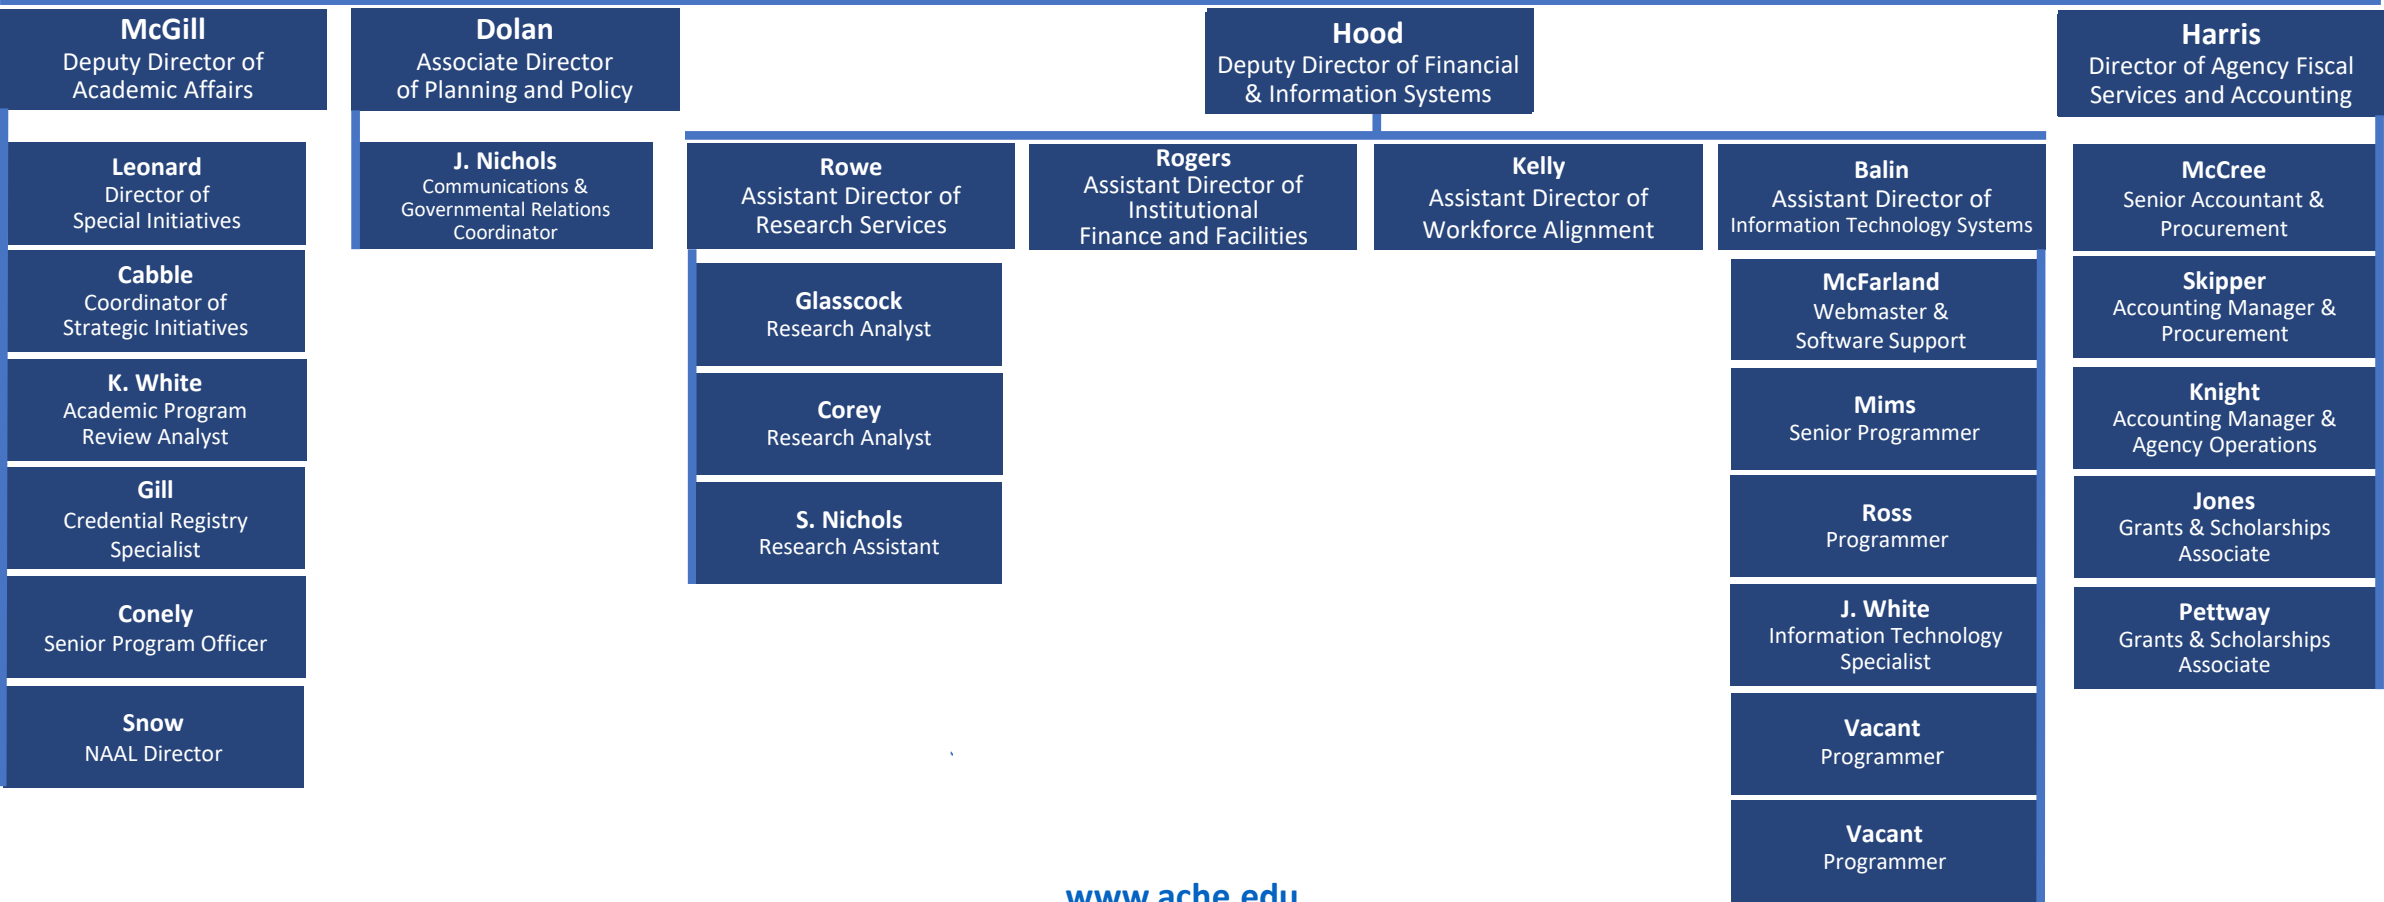 McGill
Deputy Director of
Academic Affairs
Dolan
Associate Director
of Planning and Policy
Hood
Deputy Director of Financial
& Information Systems
Harris
Director of Agency Fiscal
Services and Accounting
Leonard
Director of
Special Initiatives
Cabble
Coordinator of
Strategic Initiatives
K. White
Academic Program
Review Analyst
Gill
Credential Registry
Specialist
Conely
Senior Program Officer
Snow
NAAL Director
J. Nichols
Communications &
Governmental Relations
Coordinator
Rowe
Assistant Director of
Research Services
Glasscock
Research Analyst
Corey
Research Analyst
S. Nichols
Research Assistant
Rogers
Assistant Director of
Institutional
Finance and Facilities
Kelly
Assistant Director of
Workforce Alignment
Balin
Assistant Director of
Information Technology Systems
McFarland
Webmaster &
Software Support
Mims
Senior Programmer
Ross
Programmer
J. White
Information Technology
Specialist
Vacant
Programmer
Vacant
Programmer
McCree
Senior Accountant &
Procurement
Skipper
Accounting Manager &
Procurement
Knight
Accounting Manager &
Agency Operations
Jones
Grants & Scholarships
Associate
Pettway
Grants & Scholarships
Associate
www.ache.edu